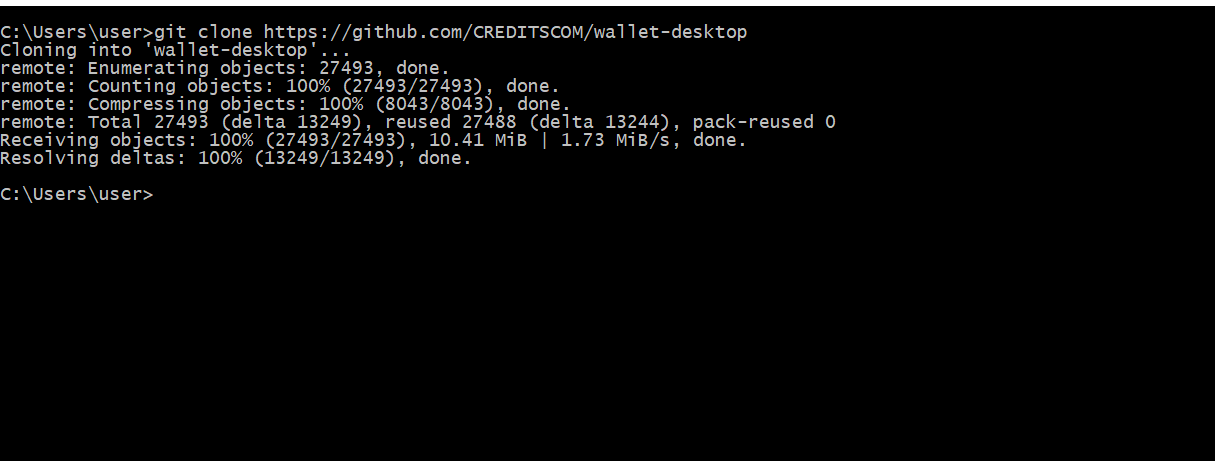 C:\Users\user>git clone https://github.com/CREDITSCOM/wallet-desktop
Cloning into 'wallet-desktop'...
remote: Enumerating objects: 27493, done.
remote: Counting objects: 100% (27493/27493), done.
remote: Compressing objects: 100% (8043/8043), done.
remote: Total 27493 (delta 13249), reused 27488 (delta 13244), pack-reused 0
Receiving objects: 100% (27493/27493), 10.41 MiB | 1.73 MiB/s, done.
Resolving deltas: 100% (13249/13249), done.
C:\Users\user>